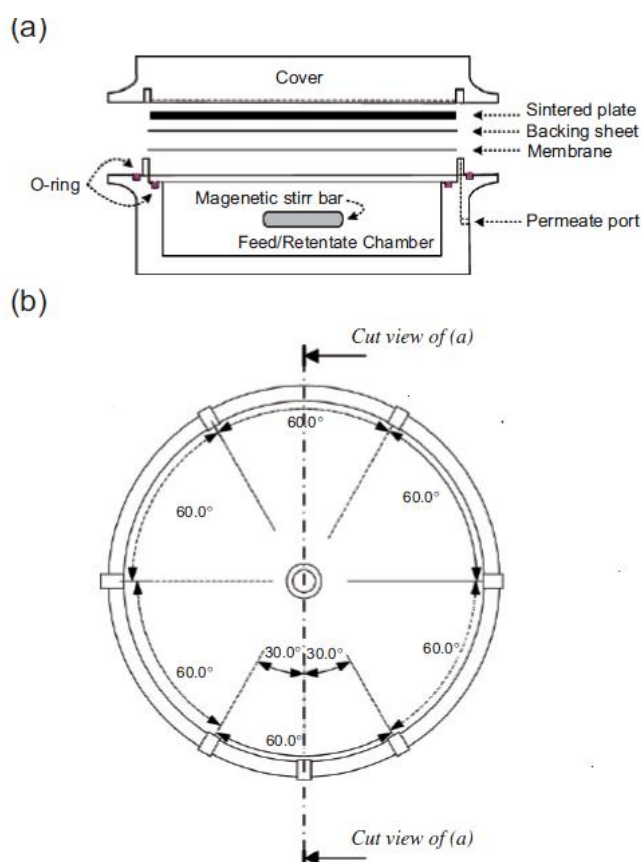 (a)
Cover
Sintered plate
Backing sheet
Membrane
O-ring
Magenetic stirr bar
Permeate port
Feed/Retentate Chamber
(b)
Cut view of (a)
60.0°
60.0°
60.0°
30.0°
30.0°
60.0°
60.0°
60.0°
Cut view of (a)